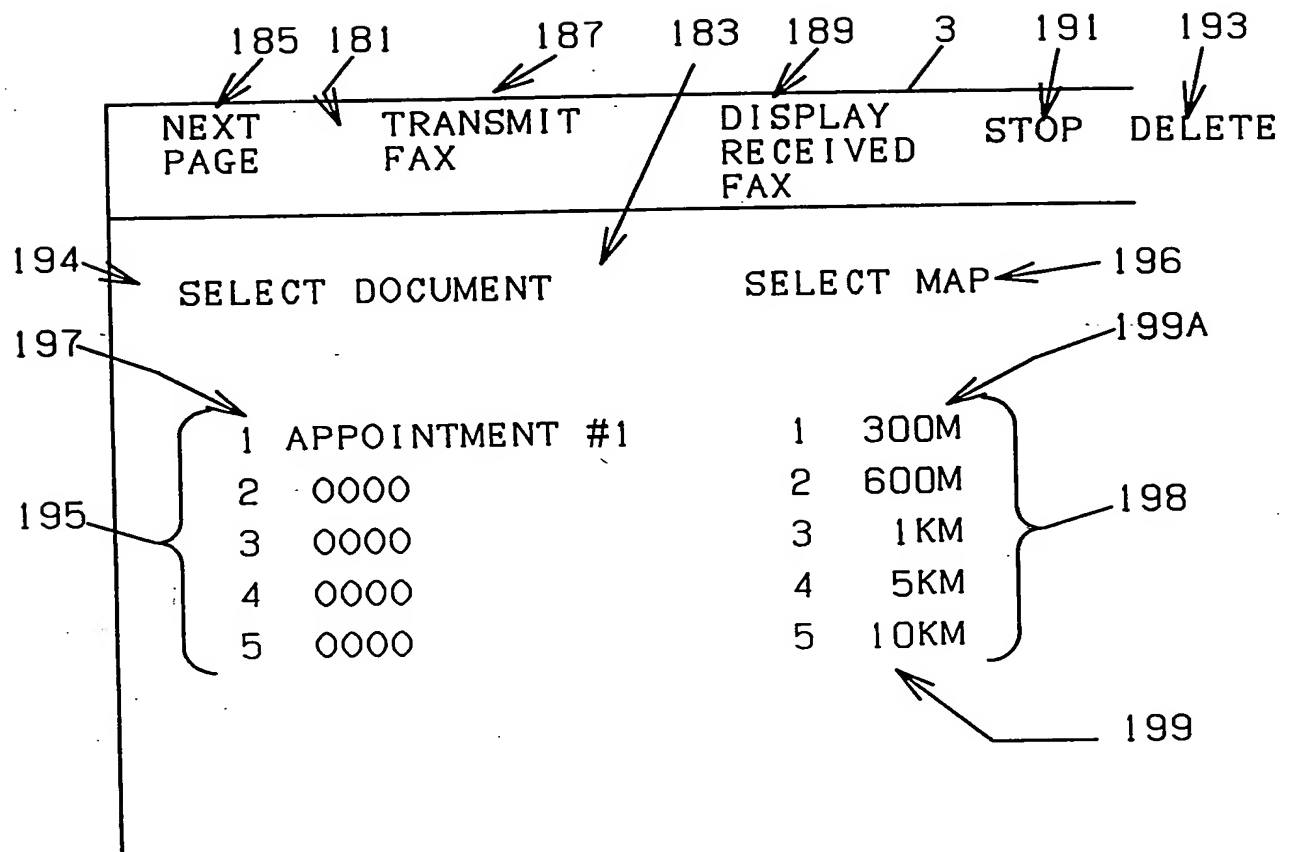 185 181 187 183 189 3 191 193
NEXT TRANSMIT DISPLAY STOP DELETE
PAGE FAX RECEIVED
FAX
194 SELECT DOCUMENT SELECT MAP 196
197 199A
1 APPOINTMENT #1 1 300M
2 0000 2 600M
195 3 0000 3 1KM 198
4 0000 4 5KM
5 0000 5 10KM
199